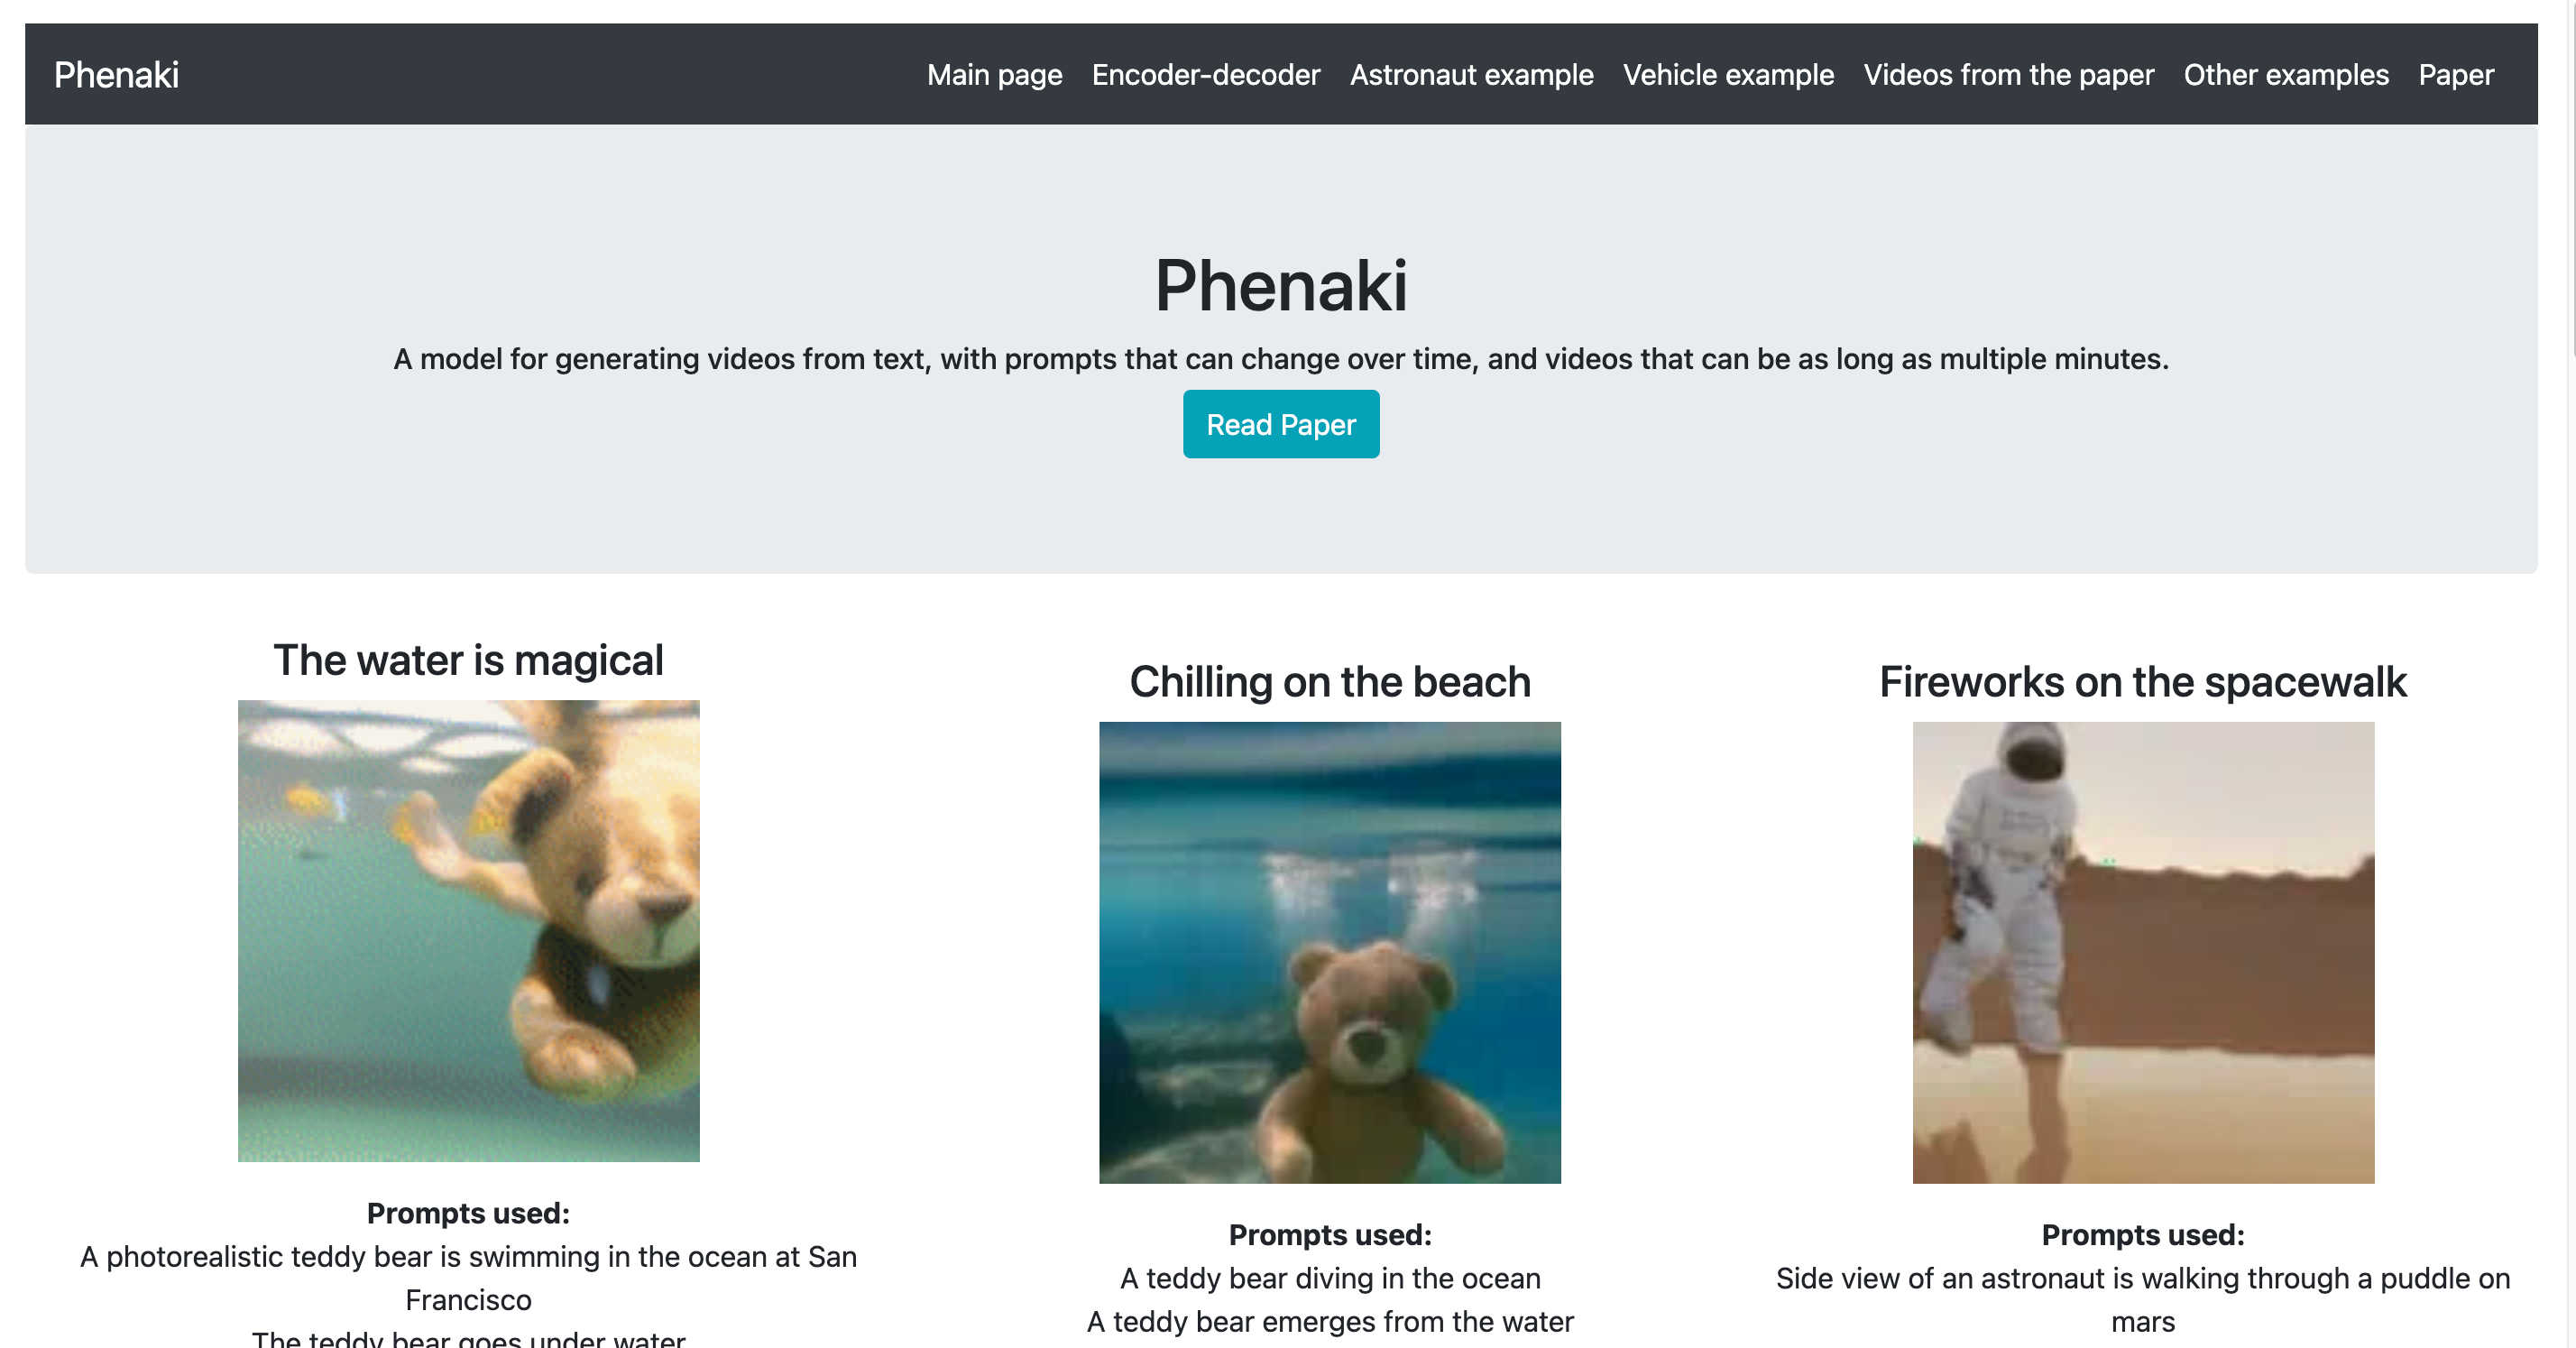 Phenaki
Main page Encoder-decoder Astronaut example Vehicle example Videos from the paper Other examples Paper
Phenaki
A model for generating videos from text, with prompts that can change over time, and videos that can be as long as multiple minutes.
Read Paper
The water is magical
Prompts used:
A photorealistic teddy bear is swimming in the ocean at San
Francisco
The teddy bear goes under water
Chilling on the beach
Prompts used:
A teddy bear diving in the ocean
A teddy bear emerges from the water
Fireworks on the spacewalk
Prompts used:
Side view of an astronaut is walking through a puddle on
mars